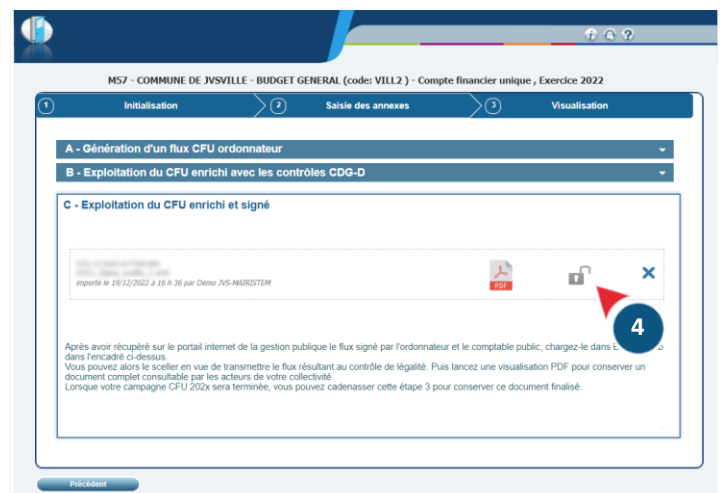 M57 - COMMUNE DE JVSVILLE - BUDGET GENERAL (code: VILL2 ) - Compte financier unique , Exercice 2022
1 Initialisation 2 Saisie des annexes 3 Visualisation
A - Génération d'un flux CFU ordonnateur
B - Exploitation du CFU enrichi avec les contrôles CDG-D
C - Exploitation du CFU enrichi et signé
importé le 19/12/2022 à 16 h 36 par Demo JVS-MAIRISTEM
PDF
4
Après avoir récupéré sur le portail internet de la gestion publique le flux signé par l'ordonnateur et le comptable public, chargez-le dans
dans l'encadré ci-dessus.
Vous pouvez alors le sceller en vue de transmettre le flux résultant au contrôle de légalité. Puis lancez une visualisation PDF pour conserver un
document complet consultable par les acteurs de votre collectivité.
Lorsque votre campagne CFU 202x sera terminée, vous pouvez cadenasser cette étape 3 pour conserver ce document finalisé.
Précédent